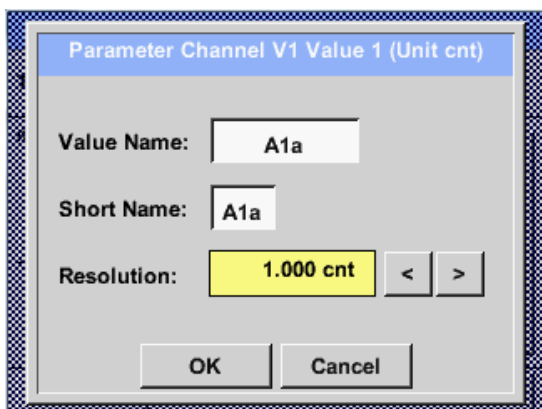 Parameter Channel V1 Value 1 (Unit cnt)
Value Name: A1a
Short Name: A1a
Resolution: 1.000 cnt < >
OK Cancel